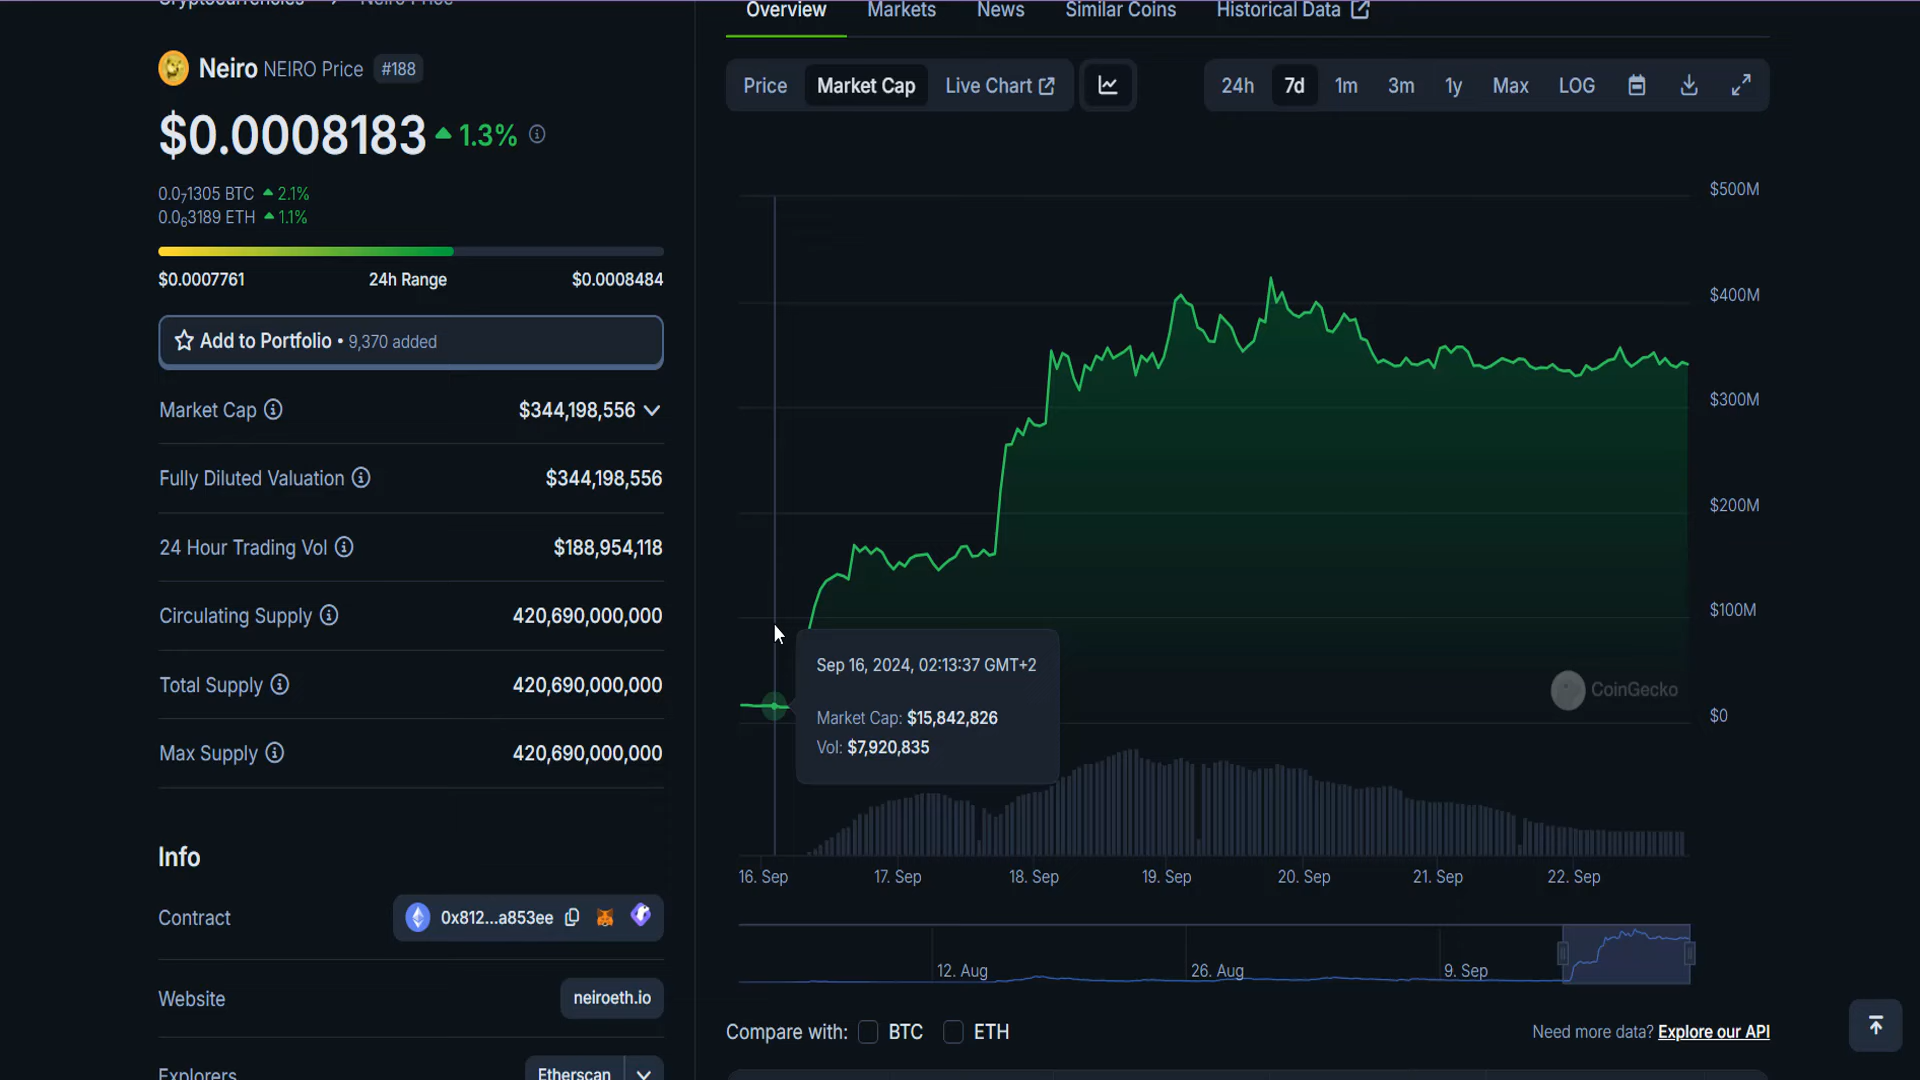 Cryptocurrencies Neiro Price
Neiro NEIRO Price #188
$0.0008183 1.3%
0.0₇1305 BTC 2.1%
0.0₆3189 ETH 1.1%
$0.0007761 24h Range $0.0008484
Add to Portfolio • 9,370 added
Market Cap $344,198,556
Fully Diluted Valuation $344,198,556
24 Hour Trading Vol $188,954,118
Circulating Supply 420,690,000,000
Total Supply 420,690,000,000
Max Supply 420,690,000,000
Info
Contract 0x812...a853ee
Website neiroeth.io
Explorers Etherscan
Overview Markets News Similar Coins Historical Data
Price Market Cap Live Chart 24h 7d 1m 3m 1y Max LOG
$500M
$400M
$300M
$200M
$100M
$0
Sep 16, 2024, 02:13:37 GMT+2
Market Cap: $15,842,826
Vol: $7,920,835
CoinGecko
16. Sep 17. Sep 18. Sep 19. Sep 20. Sep 21. Sep 22. Sep
12. Aug 26. Aug 9. Sep
Compare with: BTC ETH
Need more data? Explore our API